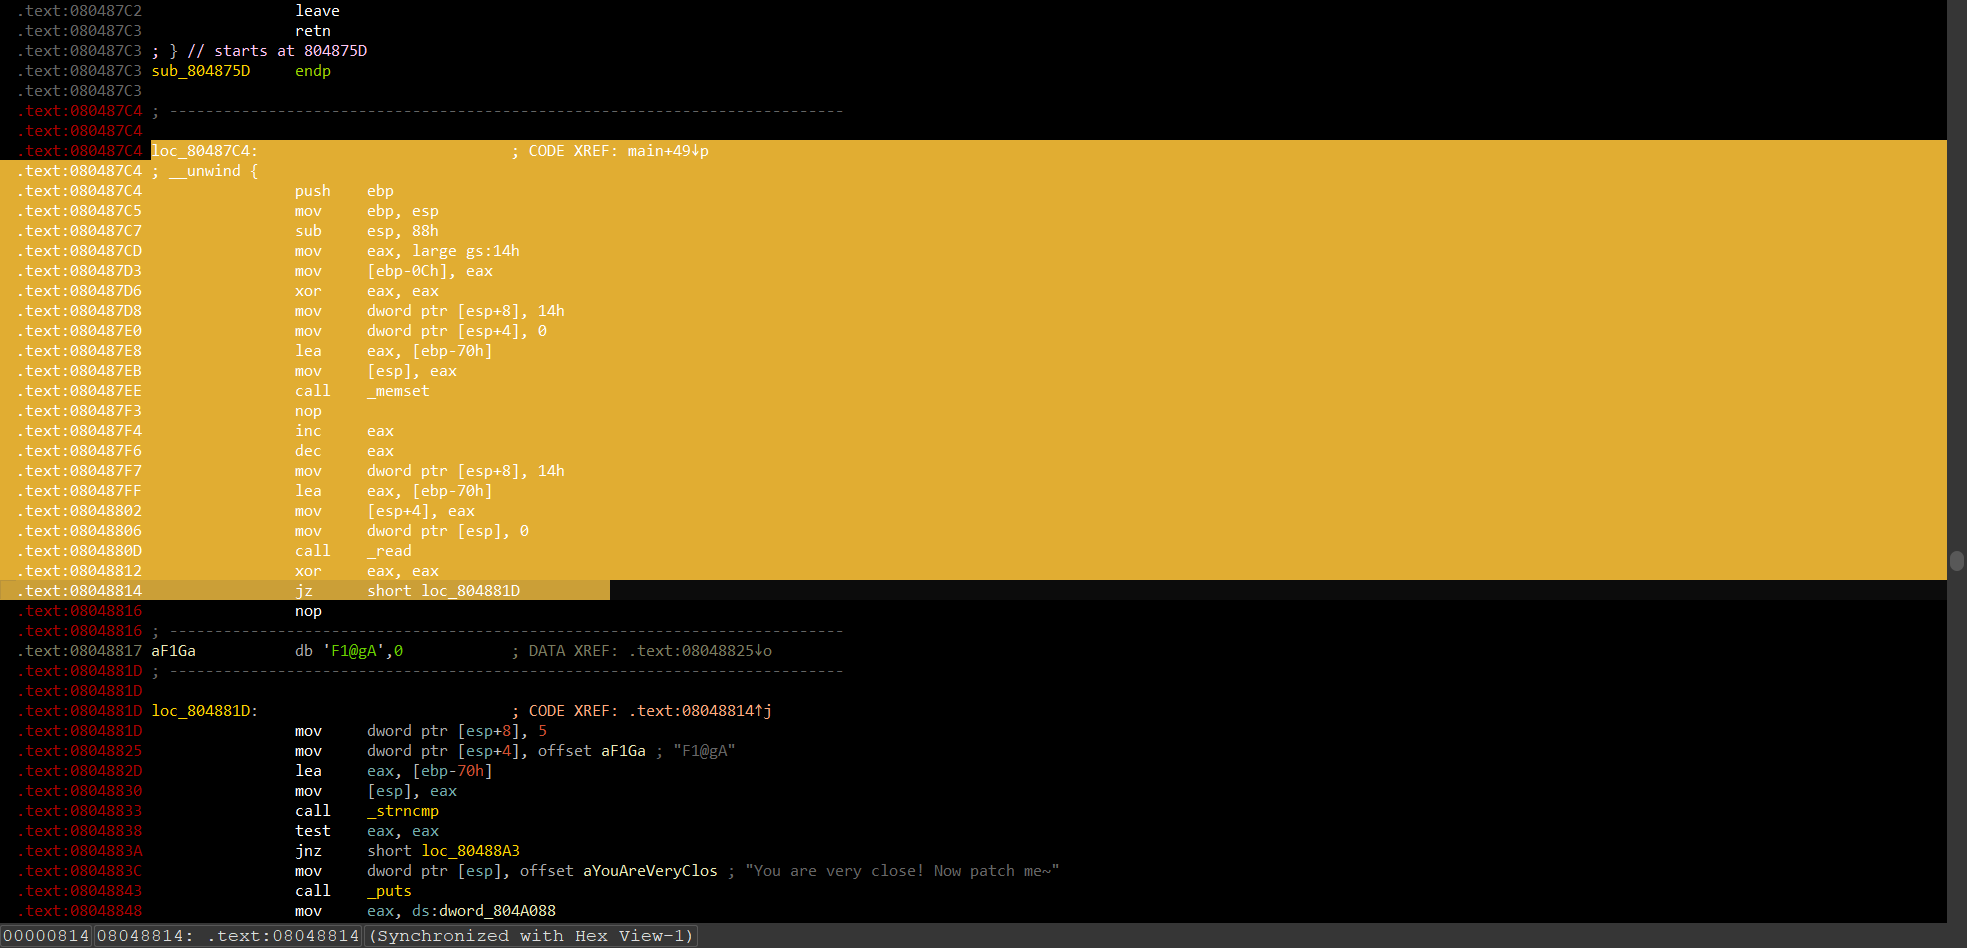 .text:080487C2                 leave
.text:080487C3                 retn
.text:080487C3 ; } // starts at 804875D
.text:080487C3 sub_804875D     endp
.text:080487C3
.text:080487C4 ; ---------------------------------------------------------------------------
.text:080487C4
.text:080487C4 loc_80487C4:                            ; CODE XREF: main+49↓p
.text:080487C4 ; __unwind {
.text:080487C4                 push    ebp
.text:080487C5                 mov     ebp, esp
.text:080487C7                 sub     esp, 88h
.text:080487CD                 mov     eax, large gs:14h
.text:080487D3                 mov     [ebp-0Ch], eax
.text:080487D6                 xor     eax, eax
.text:080487D8                 mov     dword ptr [esp+8], 14h
.text:080487E0                 mov     dword ptr [esp+4], 0
.text:080487E8                 lea     eax, [ebp-70h]
.text:080487EB                 mov     [esp], eax
.text:080487EE                 call    _memset
.text:080487F3                 nop
.text:080487F4                 inc     eax
.text:080487F6                 dec     eax
.text:080487F7                 mov     dword ptr [esp+8], 14h
.text:080487FF                 lea     eax, [ebp-70h]
.text:08048802                 mov     [esp+4], eax
.text:08048806                 mov     dword ptr [esp], 0
.text:0804880D                 call    _read
.text:08048812                 xor     eax, eax
.text:08048814                 jz      short loc_804881D
.text:08048816                 nop
.text:08048816 ; ---------------------------------------------------------------------------
.text:08048817 aF1Ga           db 'F1@gA',0            ; DATA XREF: .text:08048825↓o
.text:0804881D ; ---------------------------------------------------------------------------
.text:0804881D
.text:0804881D loc_804881D:                            ; CODE XREF: .text:08048814↑j
.text:0804881D                 mov     dword ptr [esp+8], 5
.text:08048825                 mov     dword ptr [esp+4], offset aF1Ga ; "F1@gA"
.text:0804882D                 lea     eax, [ebp-70h]
.text:08048830                 mov     [esp], eax
.text:08048833                 call    _strncmp
.text:08048838                 test    eax, eax
.text:0804883A                 jnz     short loc_80488A3
.text:0804883C                 mov     dword ptr [esp], offset aYouAreVeryClos ; "You are very close! Now patch me~"
.text:08048843                 call    _puts
.text:08048848                 mov     eax, ds:dword_804A088
00000814 08048814: .text:08048814 (Synchronized with Hex View-1)